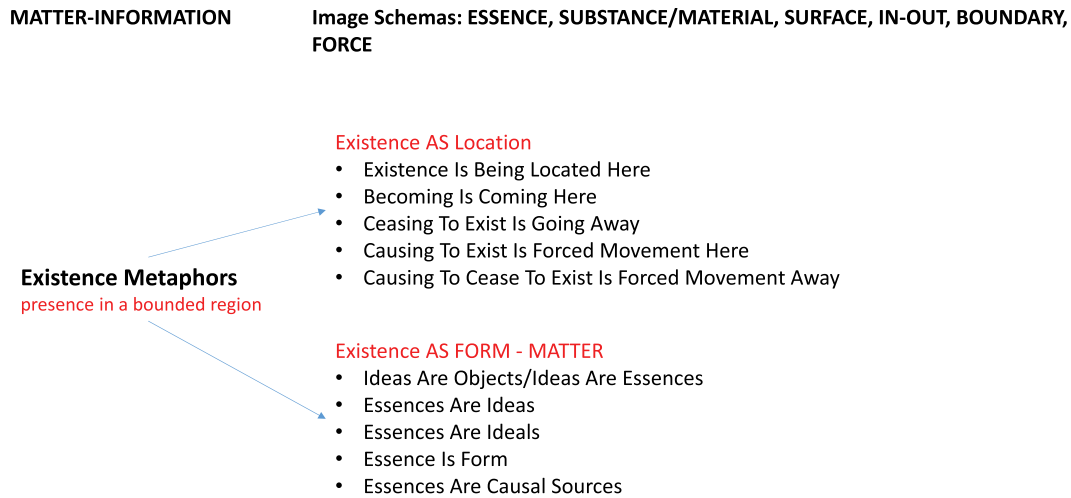 MATTER-INFORMATION
Image Schemas: ESSENCE, SUBSTANCE/MATERIAL, SURFACE, IN-OUT, BOUNDARY,
FORCE
Existence AS Location
• Existence Is Being Located Here
• Becoming Is Coming Here
• Ceasing To Exist Is Going Away
• Causing To Exist Is Forced Movement Here
• Causing To Cease To Exist Is Forced Movement Away
Existence Metaphors
presence in a bounded region
Existence AS FORM - MATTER
• Ideas Are Objects/Ideas Are Essences
• Essences Are Ideas
• Essences Are Ideals
• Essence Is Form
• Essences Are Causal Sources